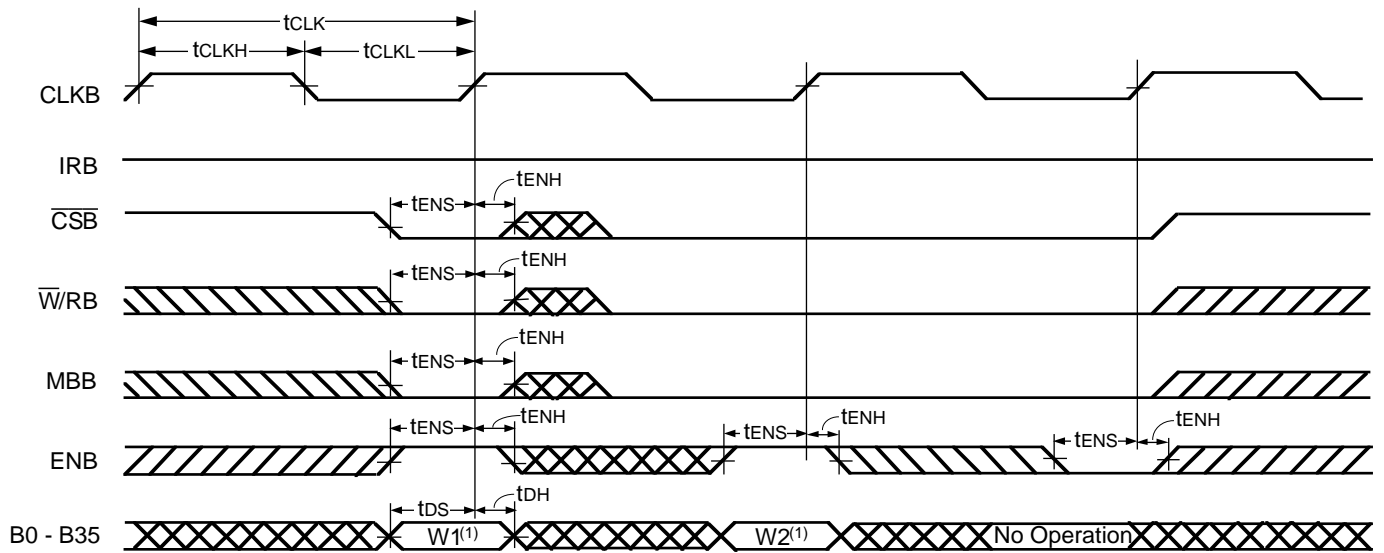 tCLK
tCLKH
tCLKL
CLKB
IRB
tENS
tENH
CSB
tENS
tENH
W/RB
tENS
tENH
MBB
tENS
tENH
tENS
tENH
tENS
tENH
ENB
tDS
tDH
B0 - B35
W1(1)
W2(1)
No Operation